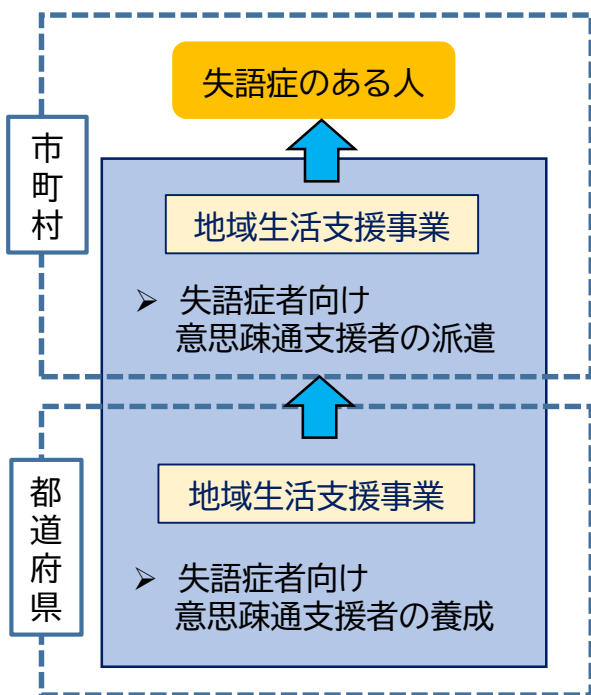 失語症のある人
市町村
地域生活支援事業
➢ 失語症者向け
意思疎通支援者の派遣
都道府県
地域生活支援事業
➢ 失語症者向け
意思疎通支援者の養成